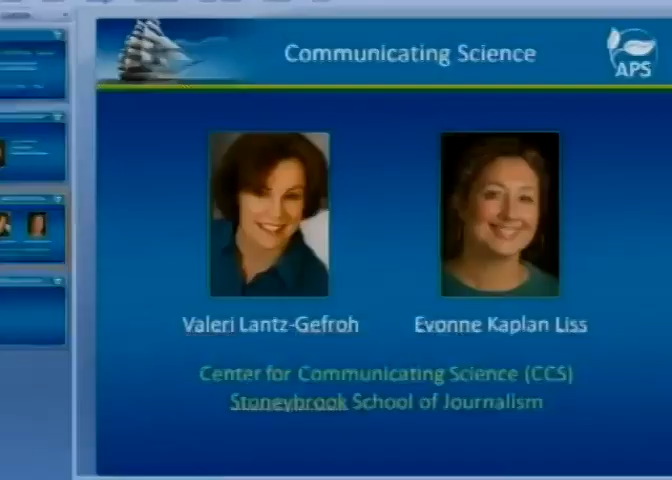 Communicating Science
APS
Valeri Lantz-Gefroh
Evonne Kaplan Liss
Center for Communicating Science (CCS)
Stoneybrook School of Journalism